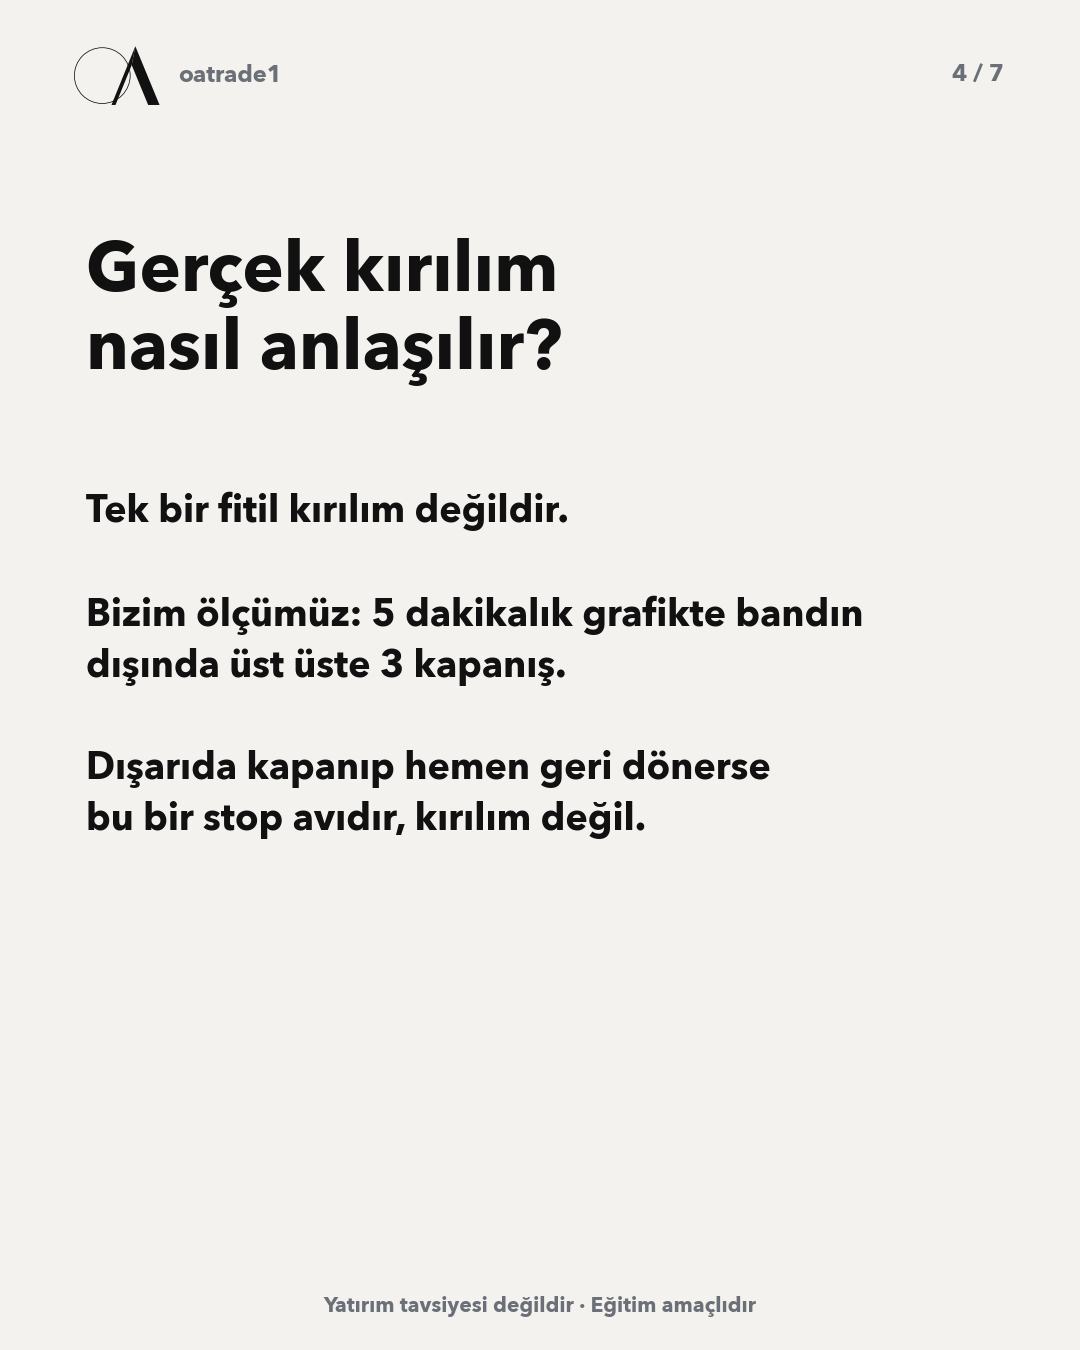 OA oatrade1
4 / 7
Gerçek kırılım
nasıl anlaşılır?
Tek bir fitil kırılım değildir.
Bizim ölçümüz: 5 dakikalık grafikte bandın
dışında üst üste 3 kapanış.
Dışarıda kapanıp hemen geri dönerse
bu bir stop avıdır, kırılım değil.
Yatırım tavsiyesi değildir · Eğitim amaçlıdır